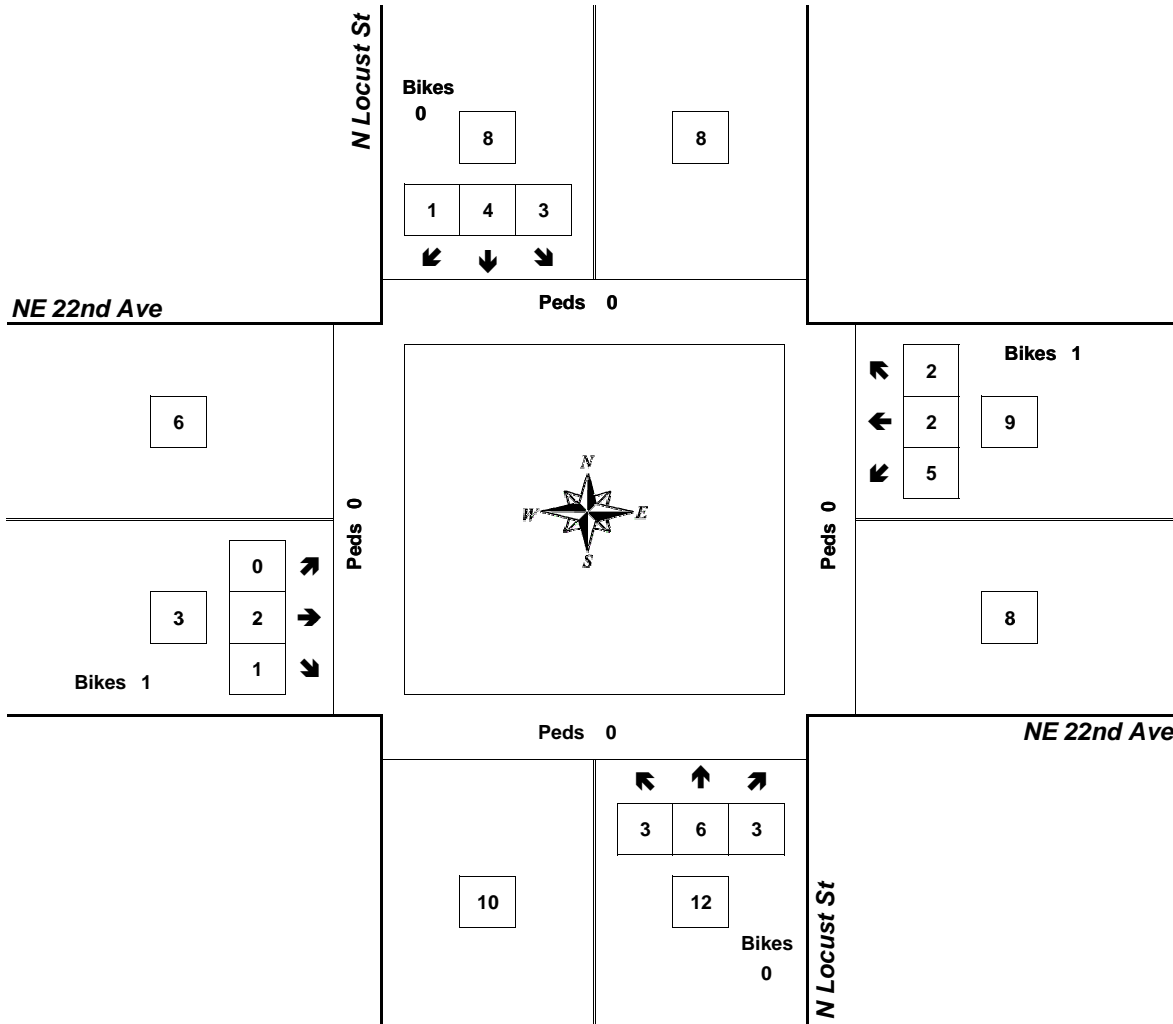 N Locust St
Bikes
0
8
8
1 4 3
Peds 0
NE 22nd Ave
Bikes 1
2
6
2
9
5
N
W E
S
Peds 0
Peds 0
0
3
2
8
1
Bikes 1
Peds 0
NE 22nd Ave
3 6 3
10
12
Bikes
0
N Locust St